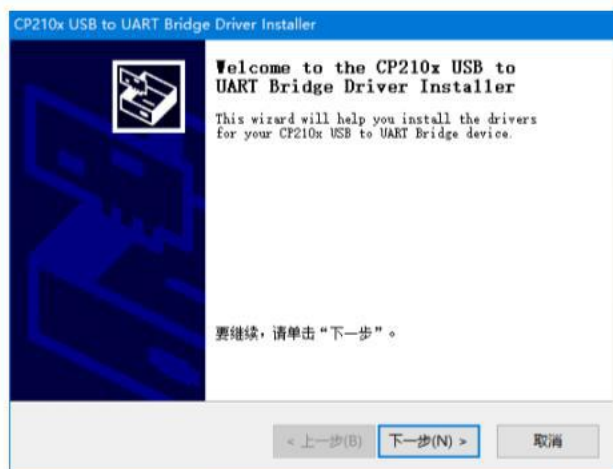 CP210x USB to UART Bridge Driver Installer
Welcome to the CP210x USB to
UART Bridge Driver Installer
This wizard will help you install the drivers
for your CP210x USB to UART Bridge device.
要继续，请单击“下一步”。
< 上一步(B)
下一步(N) >
取消